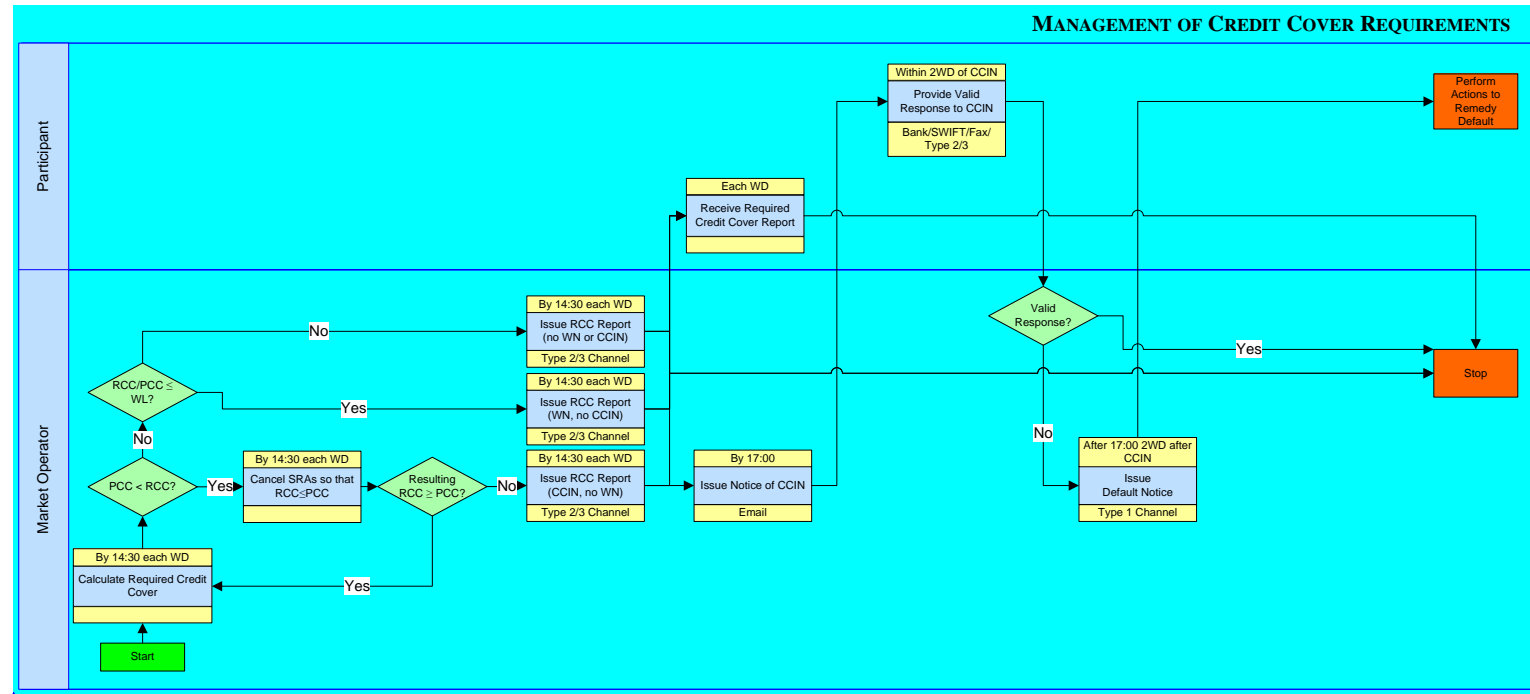 MANAGEMENT OF CREDIT COVER REQUIREMENTS
Participant
Within 2WD of CCIN
Provide Valid
Response to CCIN
Bank/SWIFT/Fax/
Type 2/3
Perform
Actions to
Remedy
Default
Each WD
Receive Required
Credit Cover Report
Market Operator
By 14:30 each WD
Issue RCC Report
(no WN or CCIN)
Type 2/3 Channel
No
Valid
Response?
Yes
Stop
RCC/PCC ≤
WL?
Yes
By 14:30 each WD
Issue RCC Report
(WN, no CCIN)
Type 2/3 Channel
No
No
PCC < RCC?
Yes
By 14:30 each WD
Cancel SRAs so that
RCC≤PCC
Resulting
RCC ≥ PCC?
No
By 14:30 each WD
Issue RCC Report
(CCIN, no WN)
Type 2/3 Channel
By 17:00
Issue Notice of CCIN
Email
After 17:00 2WD after
CCIN
Issue
Default Notice
Type 1 Channel
By 14:30 each WD
Calculate Required Credit
Cover
Yes
Start